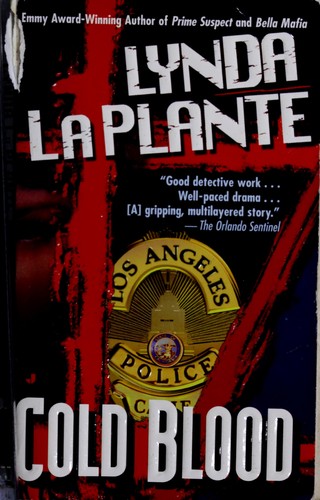 Emmy Award-Winning Author of Prime Suspect and Bella Mafia
LYNDA
LA PLANTE
"Good detective work . . .
Well-paced drama . . .
[A] gripping, multilayered story."
— The Orlando Sentinel
LOS ANGELES
POLICE
COLD BLOOD